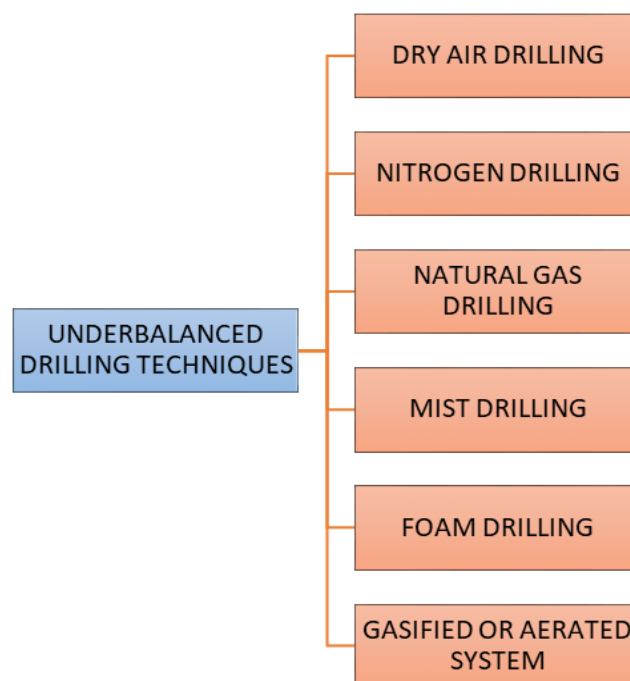 DRY AIR DRILLING
NITROGEN DRILLING
NATURAL GAS
DRILLING
UNDERBALANCED
DRILLING TECHNIQUES
MIST DRILLING
FOAM DRILLING
GASIFIED OR AERATED
SYSTEM